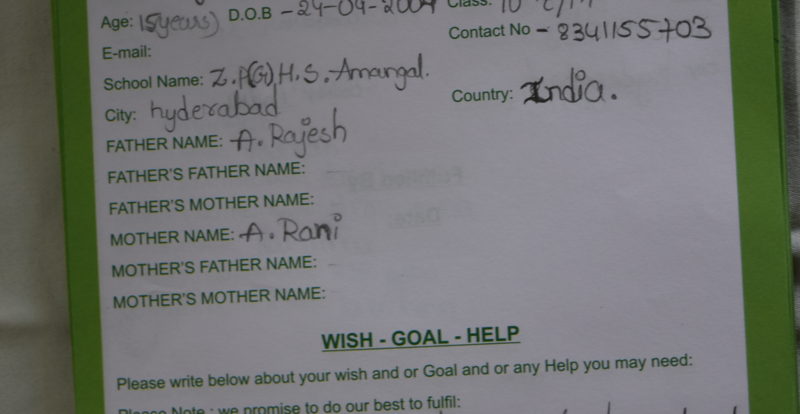 Age: 15 years) D.O.B - 24-04-2004 Class: 10th
E-mail: Contact No - 8341155703
School Name: Z.P(G).H.S. Amangal.
City: hyderabad Country: India.
FATHER NAME: A. Rajesh
FATHER'S FATHER NAME:
FATHER'S MOTHER NAME:
MOTHER NAME: A. Rani
MOTHER'S FATHER NAME:
MOTHER'S MOTHER NAME:
WISH - GOAL - HELP
Please write below about your wish and or Goal and or any Help you may need:
Please Note : we promise to do our best to fulfil: